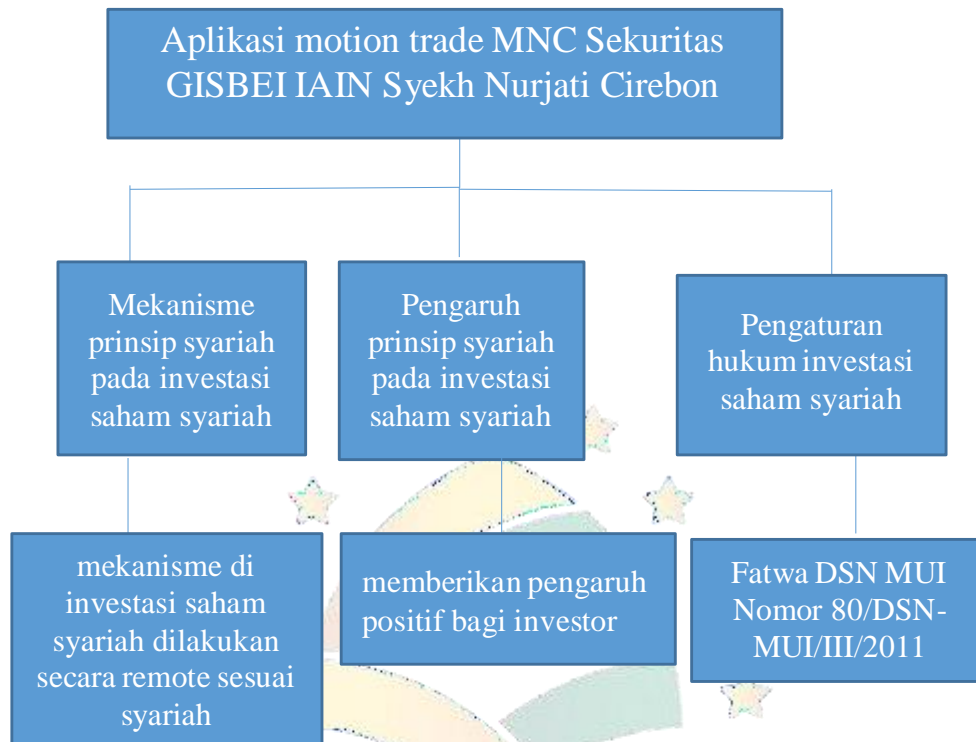 Aplikasi motion trade MNC Sekuritas
GISBEI IAIN Syekh Nurjati Cirebon
Mekanisme
prinsip syariah
pada investasi
saham syariah
Pengaruh
prinsip syariah
pada investasi
saham syariah
Pengaturan
hukum investasi
saham syariah
mekanisme di
investasi saham
syariah dilakukan
secara remote sesuai
syariah
memberikan pengaruh
positif bagi investor
Fatwa DSN MUI
Nomor 80/DSN-
MUI/III/2011